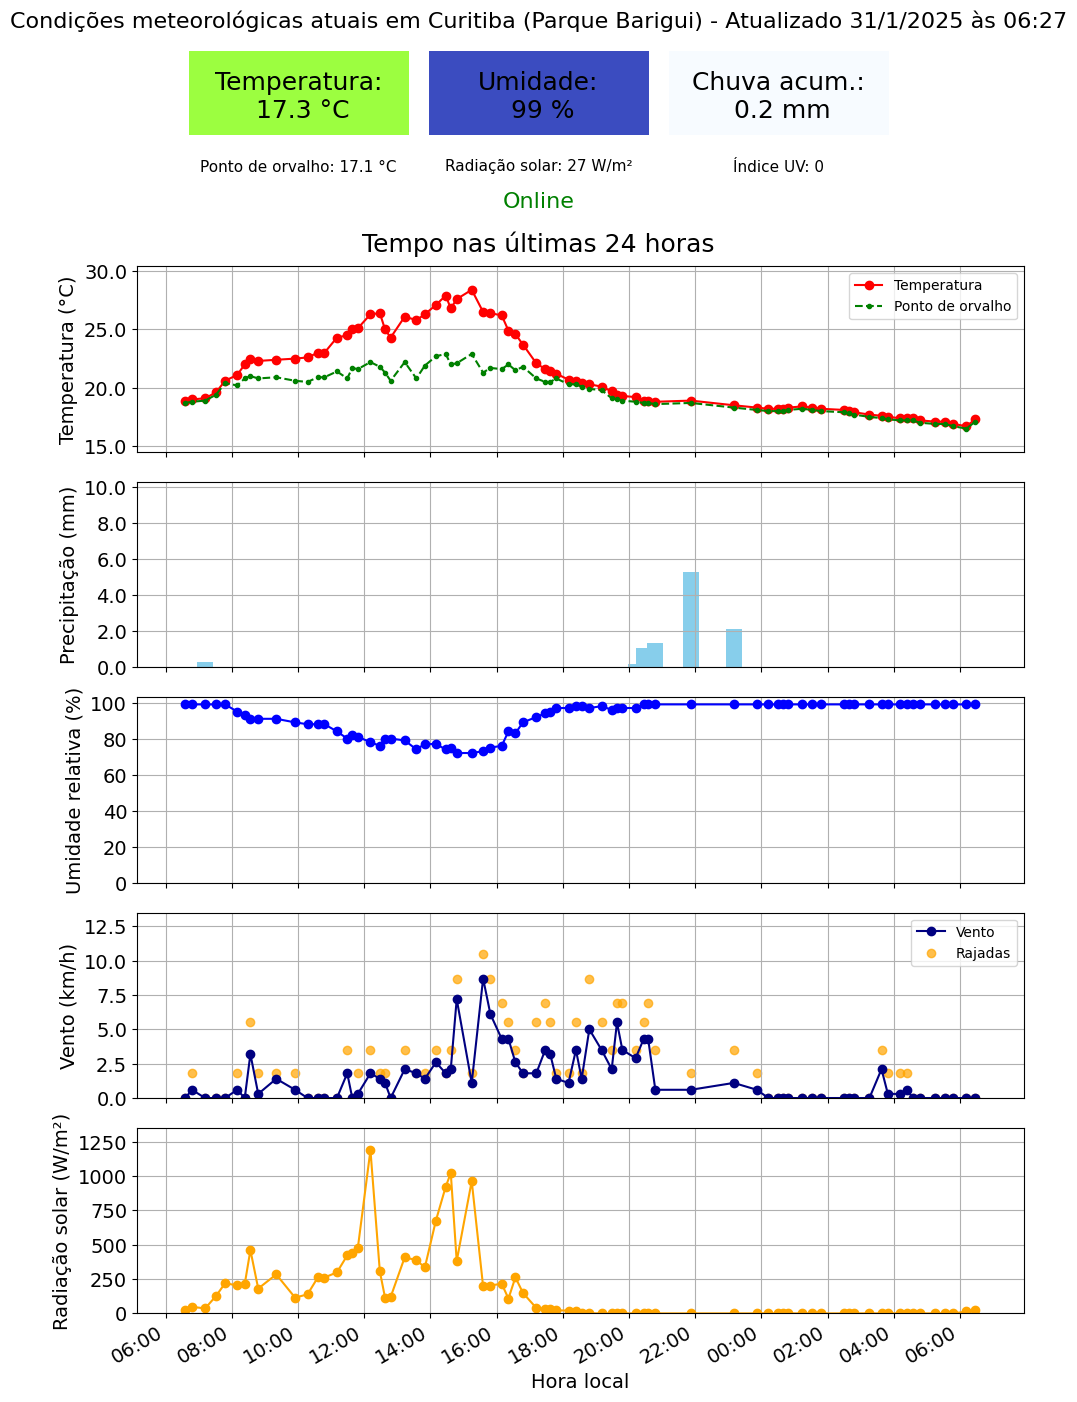 Condições meteorológicas atuais em Curitiba (Parque Barigui) - Atualizado 31/1/2025 às 06:27
Temperatura:
17.3 °C
Umidade:
99 %
Chuva acum.:
0.2 mm
Ponto de orvalho: 17.1 °C
Radiação solar: 27 W/m²
Índice UV: 0
Online
Tempo nas últimas 24 horas
Temperatura (°C)
30.0
25.0
20.0
15.0
Temperatura
Ponto de orvalho
Precipitação (mm)
10.0
8.0
6.0
4.0
2.0
0.0
Umidade relativa (%)
100
80
60
40
20
0
Vento (km/h)
12.5
10.0
7.5
5.0
2.5
0.0
Vento
Rajadas
Radiação solar (W/m²)
1250
1000
750
500
250
0
06:00
08:00
10:00
12:00
14:00
16:00
18:00
20:00
22:00
00:00
02:00
04:00
06:00
Hora local